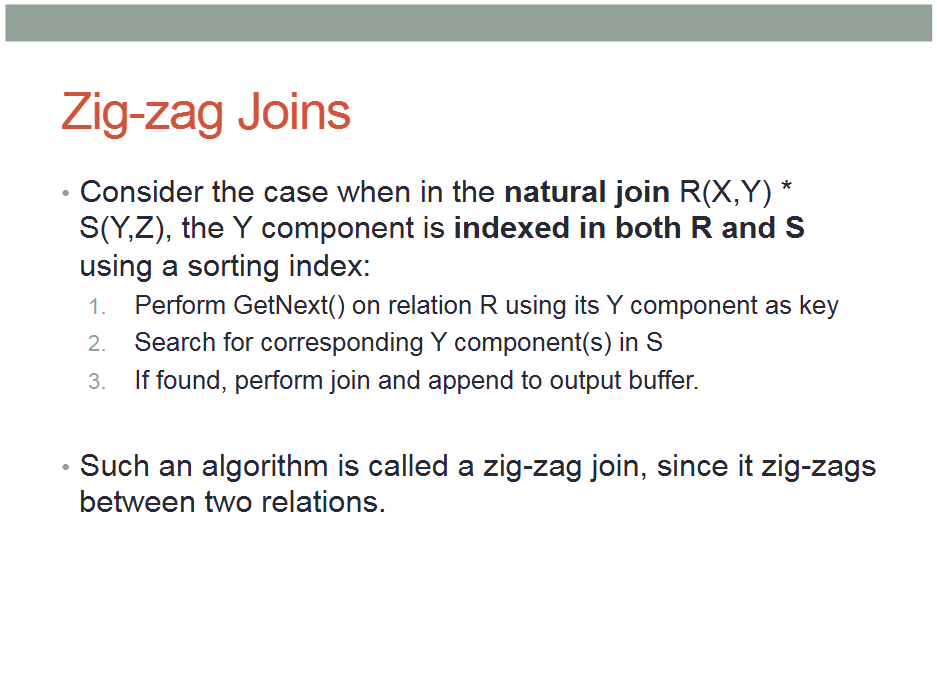 Zig-zag Joins
• Consider the case when in the natural join R(X,Y) *
S(Y,Z), the Y component is indexed in both R and S
using a sorting index:
1. Perform GetNext() on relation R using its Y component as key
2. Search for corresponding Y component(s) in S
3. If found, perform join and append to output buffer.
• Such an algorithm is called a zig-zag join, since it zig-zags
between two relations.